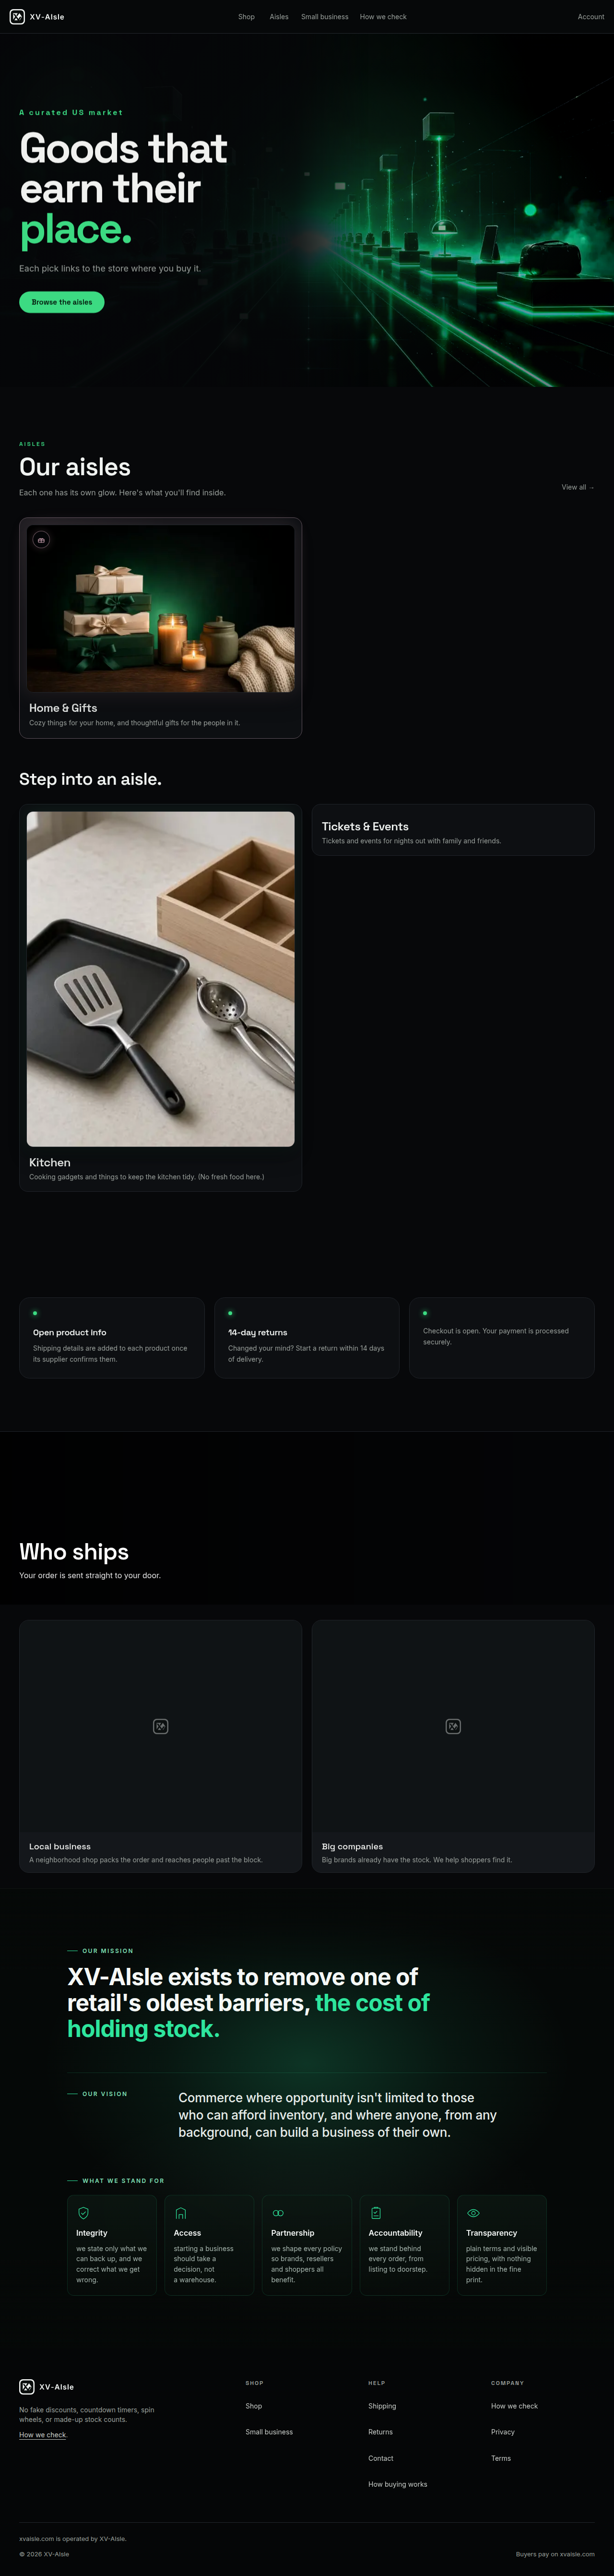 XV-AIsle
Shop Aisles Small business How we check
Account
A curated US market
Goods that
earn their
place.
Each pick links to the store where you buy it.
Browse the aisles
AISLES
Our aisles
Each one has its own glow. Here's what you'll find inside.
View all →
Home & Gifts
Cozy things for your home, and thoughtful gifts for the people in it.
Step into an aisle.
Kitchen
Cooking gadgets and things to keep the kitchen tidy. (No fresh food here.)
Tickets & Events
Tickets and events for nights out with family and friends.
Open product info
Shipping details are added to each product once
its supplier confirms them.
14-day returns
Changed your mind? Start a return within 14 days
of delivery.
Checkout is open. Your payment is processed
securely.
Who ships
Your order is sent straight to your door.
Local business
A neighborhood shop packs the order and reaches people past the block.
Big companies
Big brands already have the stock. We help shoppers find it.
OUR MISSION
XV-AIsle exists to remove one of
retail's oldest barriers, the cost of
holding stock.
OUR VISION
Commerce where opportunity isn't limited to those
who can afford inventory, and where anyone, from any
background, can build a business of their own.
WHAT WE STAND FOR
Integrity
we state only what we
can back up, and we
correct what we get
wrong.
Access
starting a business
should take a
decision, not
a warehouse.
Partnership
we shape every policy
so brands, resellers
and shoppers all
benefit.
Accountability
we stand behind
every order, from
listing to doorstep.
Transparency
plain terms and visible
pricing, with nothing
hidden in the fine
print.
XV-AIsle
No fake discounts, countdown timers, spin
wheels, or made-up stock counts.
How we check.
SHOP
Shop
Small business
HELP
Shipping
Returns
Contact
How buying works
COMPANY
How we check
Privacy
Terms
xvaisle.com is operated by XV-AIsle.
© 2026 XV-AIsle
Buyers pay on xvaisle.com